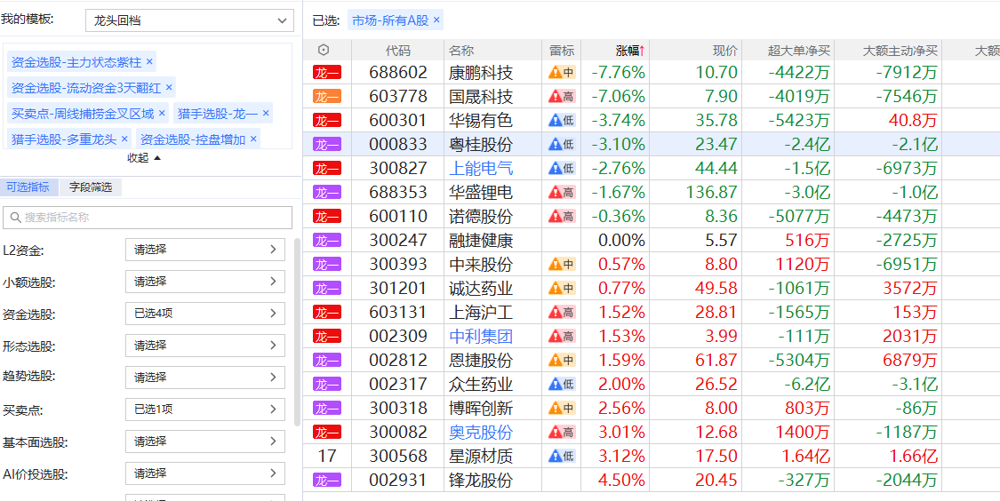 我的模板: 龙头回档
资金选股-主力状态紫柱 ×
资金选股-流动资金3天翻红 ×
买卖点-周线捕捞金叉区域 × 猎手选股-龙一 ×
猎手选股-多重龙头 × 资金选股-控盘增加 ×
收起
可选指标 字段筛选
搜索指标名称
L2资金: 请选择
小额选股: 请选择
资金选股: 已选4项
形态选股: 请选择
趋势选股: 请选择
买卖点: 已选1项
基本面选股: 请选择
AI价投选股: 请选择
已选: 市场-所有A股 ×
代码 名称 雷标 涨幅↑ 现价 超大单净买 大额主动净买 大额
龙一 688602 康鹏科技 中 -7.76% 10.70 -4422万 -7912万
龙一 603778 国晟科技 高 -7.06% 7.90 -4019万 -7546万
龙一 600301 华锡有色 低 -3.74% 35.78 -5423万 40.8万
龙一 000833 粤桂股份 低 -3.10% 23.47 -2.4亿 -2.1亿
龙一 300827 上能电气 低 -2.76% 44.44 -1.5亿 -6973万
龙一 688353 华盛锂电 高 -1.67% 136.87 -3.0亿 -1.0亿
龙一 600110 诺德股份 高 -0.36% 8.36 -5077万 -4473万
龙一 300247 融捷健康 0.00% 5.57 516万 -2725万
龙一 300393 中来股份 中 0.57% 8.80 1120万 -6951万
龙一 301201 诚达药业 中 0.77% 49.58 -1061万 3572万
龙一 603131 上海沪工 高 1.52% 28.81 -1565万 153万
龙一 002309 中利集团 高 1.53% 3.99 -111万 2031万
龙一 002812 恩捷股份 中 1.59% 61.87 -5304万 6879万
龙一 002317 众生药业 低 2.00% 26.52 -6.2亿 -3.1亿
龙一 300318 博晖创新 中 2.56% 8.00 803万 -86万
龙一 300082 奥克股份 高 3.01% 12.68 1400万 -1187万
17 300568 星源材质 低 3.12% 17.50 1.64亿 1.66亿
龙一 002931 锋龙股份 4.50% 20.45 -327万 -2044万